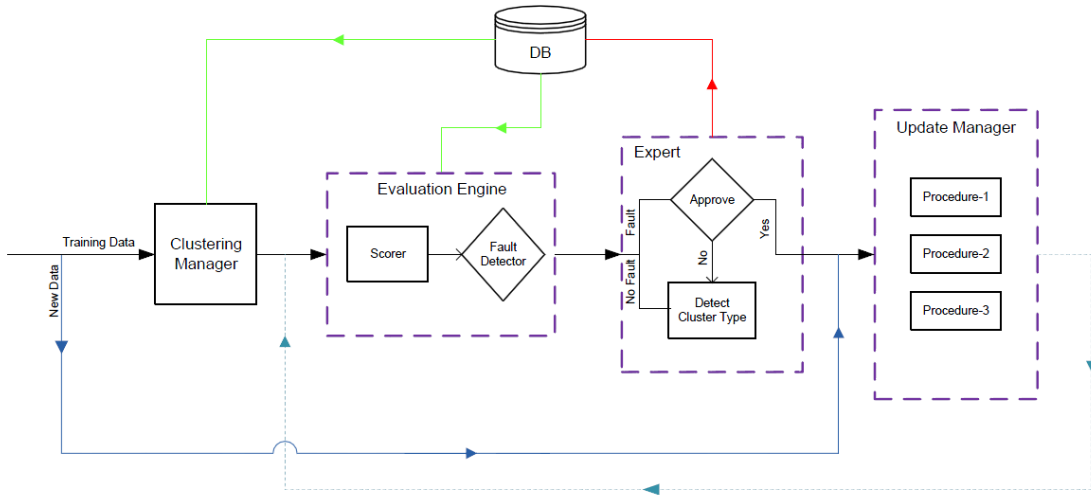 DB
Update Manager
Expert
Evaluation Engine
Approve
Procedure-1
Fault
Yes
Training Data
Clustering
Manager
Scorer
Fault
Detector
No
Procedure-2
No Fault
New Data
Detect
Cluster Type
Procedure-3